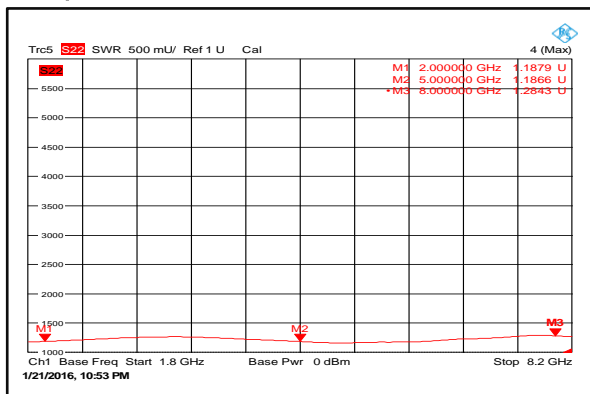 Trc5 S22 SWR 500 mU/ Ref 1 U Cal 4 (Max)
S22
M1 2.000000 GHz 1.1879 U
M2 5.000000 GHz 1.1866 U
•M3 8.000000 GHz 1.2843 U
5500
5000
4500
4000
3500
3000
2500
2000
1500
M1 M2 M3
1000
Ch1 Base Freq Start 1.8 GHz Base Pwr 0 dBm Stop 8.2 GHz
1/21/2016, 10:53 PM